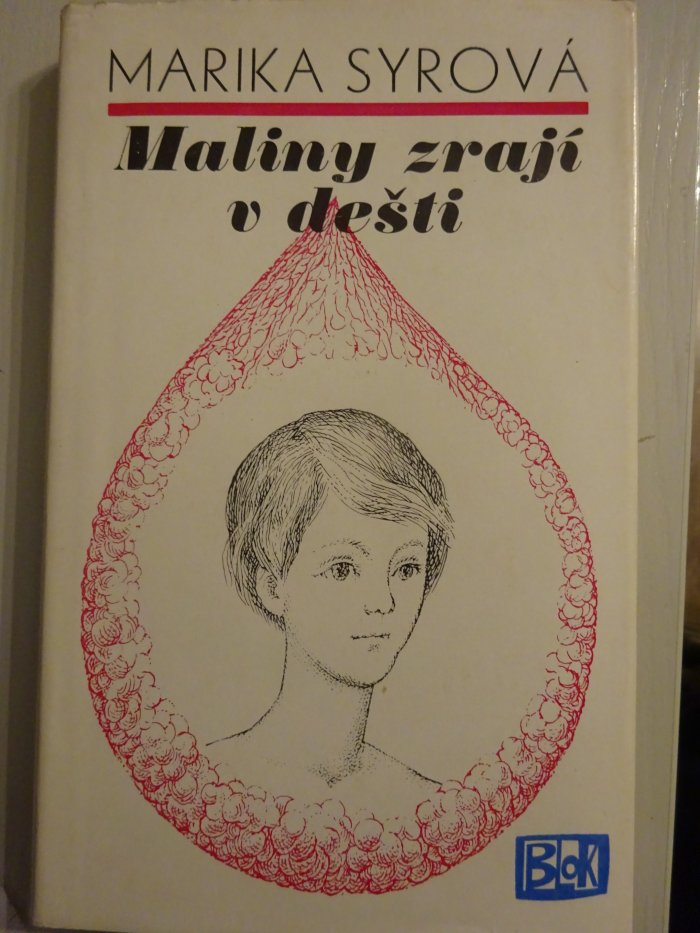 MARIKA SYROVÁ
Maliny zrají
v dešti
BLOK